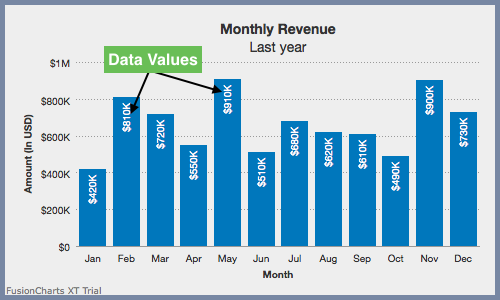 Monthly Revenue
Last year
Data Values
$1M
$800K
$600K
$400K
$200K
$0
Amount (In USD)
$420K
$810K
$720K
$550K
$910K
$510K
$680K
$620K
$610K
$490K
$900K
$730K
Jan Feb Mar Apr May Jun Jul Aug Sep Oct Nov Dec
Month
FusionCharts XT Trial